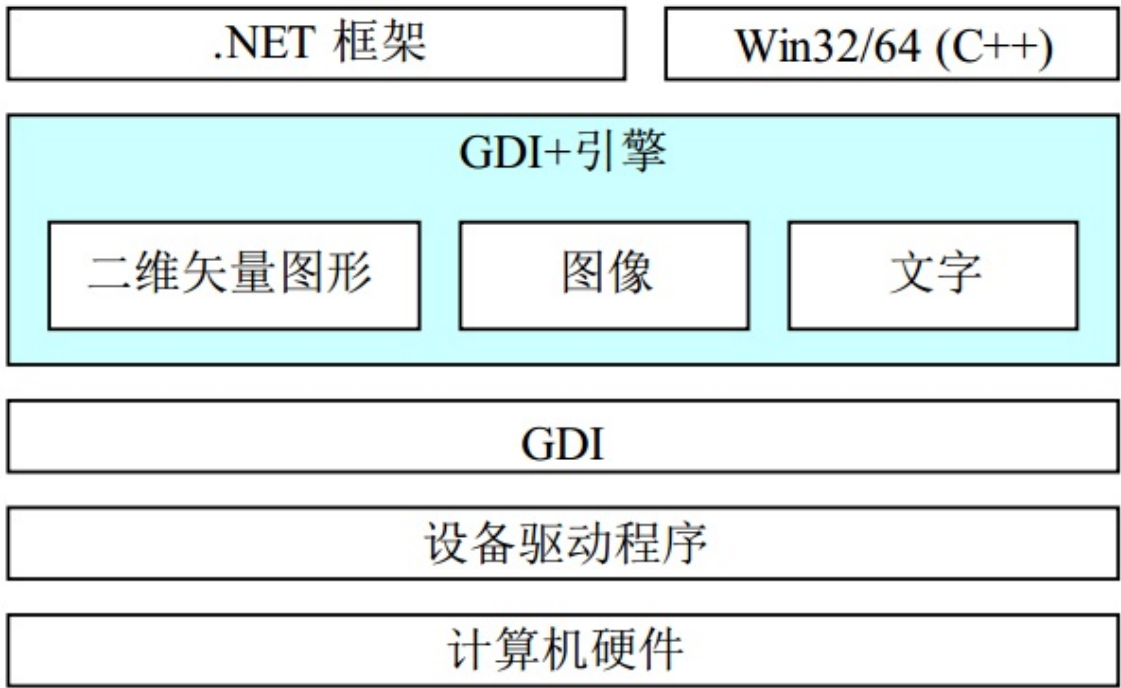 .NET 框架
Win32/64 (C++)
GDI+引擎
二维矢量图形
图像
文字
GDI
设备驱动程序
计算机硬件